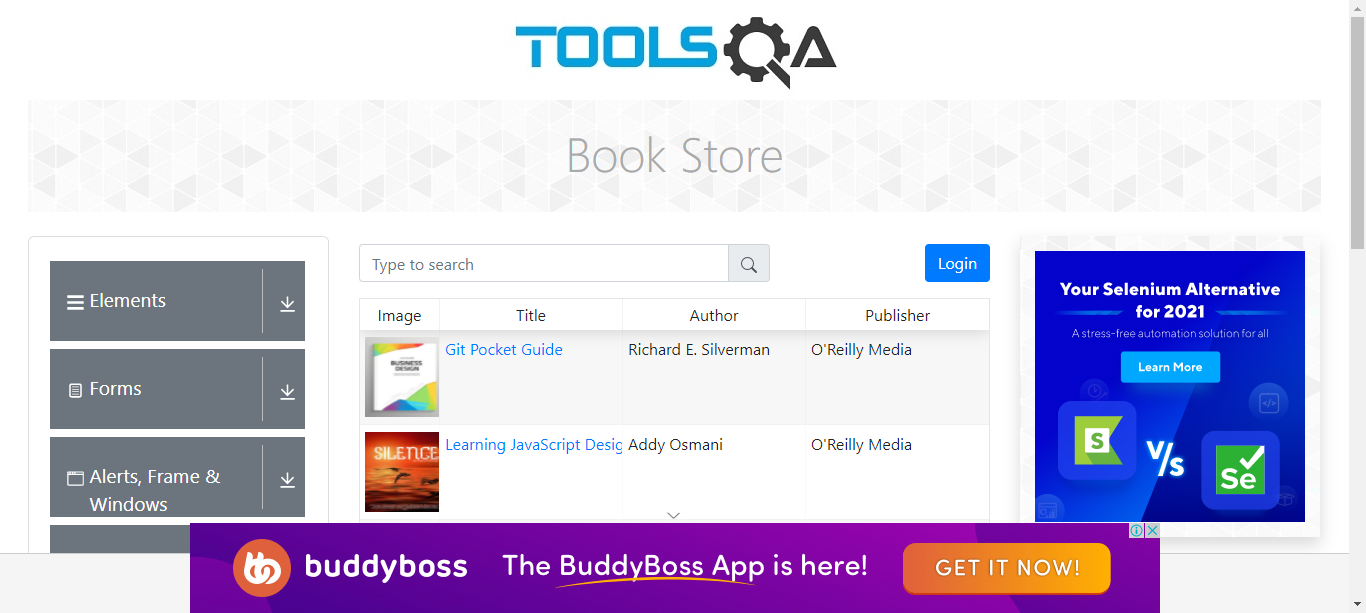 TOOLSQA
Book Store
Elements
Forms
Alerts, Frame &
Windows
Type to search
Login
Image Title Author Publisher
BUSINESS
DESIGN
Git Pocket Guide Richard E. Silverman O'Reilly Media
SILENCE
Learning JavaScript Desig Addy Osmani O'Reilly Media
Your Selenium Alternative
for 2021
A stress-free automation solution for all
Learn More
S
V/s
Se
buddyboss The BuddyBoss App is here! GET IT NOW!